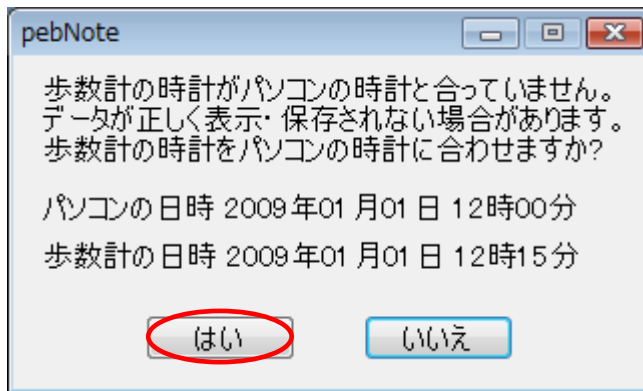 pebNote
歩数計の時計がパソコンの時計と合っていません。
データが正しく表示・保存されない場合があります。
歩数計の時計をパソコンの時計に合わせますか?
パソコンの日時 2009年01月01日 12時00分
歩数計の日時 2009年01月01日 12時15分
はい いいえ